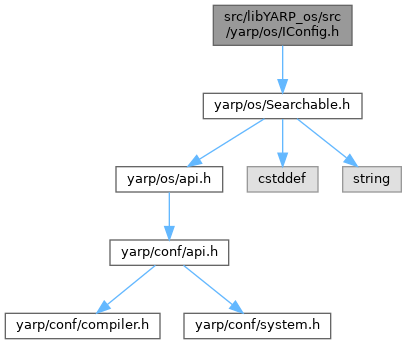 src/libYARP_os/src
/yarp/os/IConfig.h
yarp/os/Searchable.h
yarp/os/api.h
cstddef
string
yarp/conf/api.h
yarp/conf/compiler.h
yarp/conf/system.h